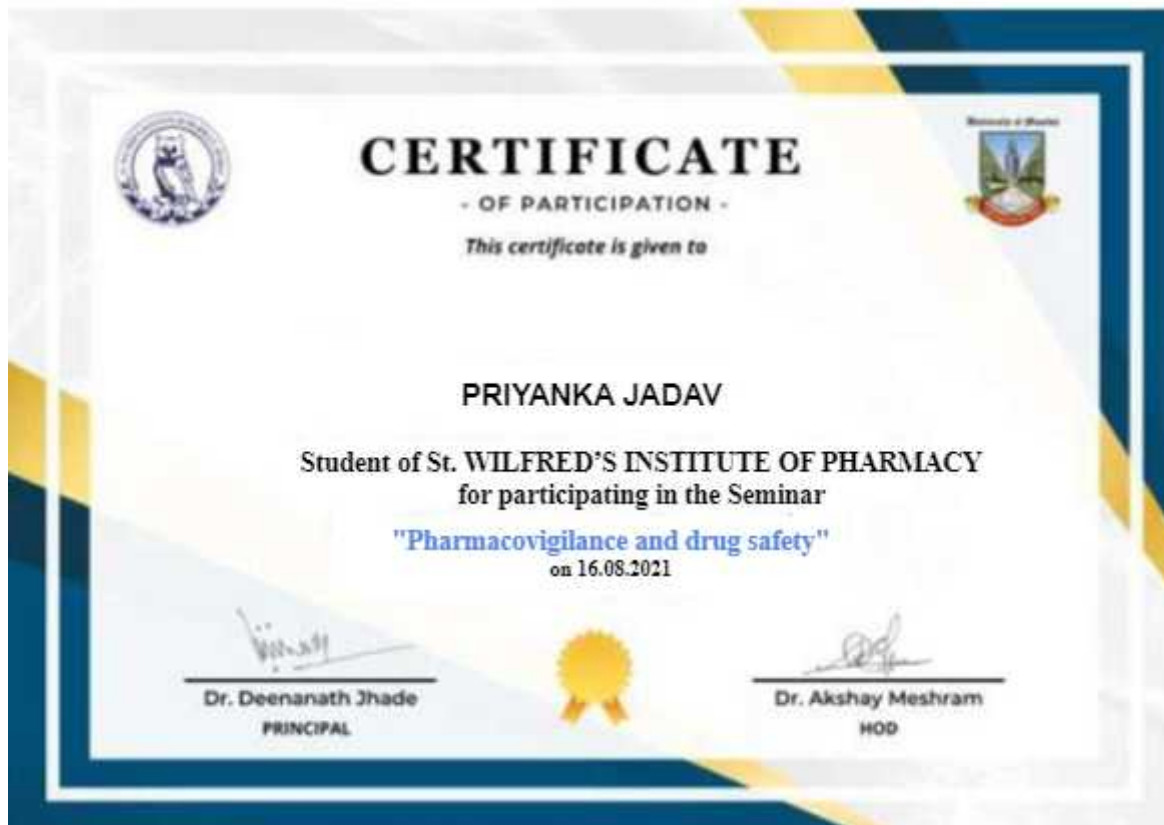 CERTIFICATE
- OF PARTICIPATION -
This certificate is given to
PRIYANKA JADAV
Student of St. WILFRED'S INSTITUTE OF PHARMACY
for participating in the Seminar
"Pharmacovigilance and drug safety"
on 16.08.2021
Dr. Deenanath Jhade
PRINCIPAL
Dr. Akshay Meshram
HOD